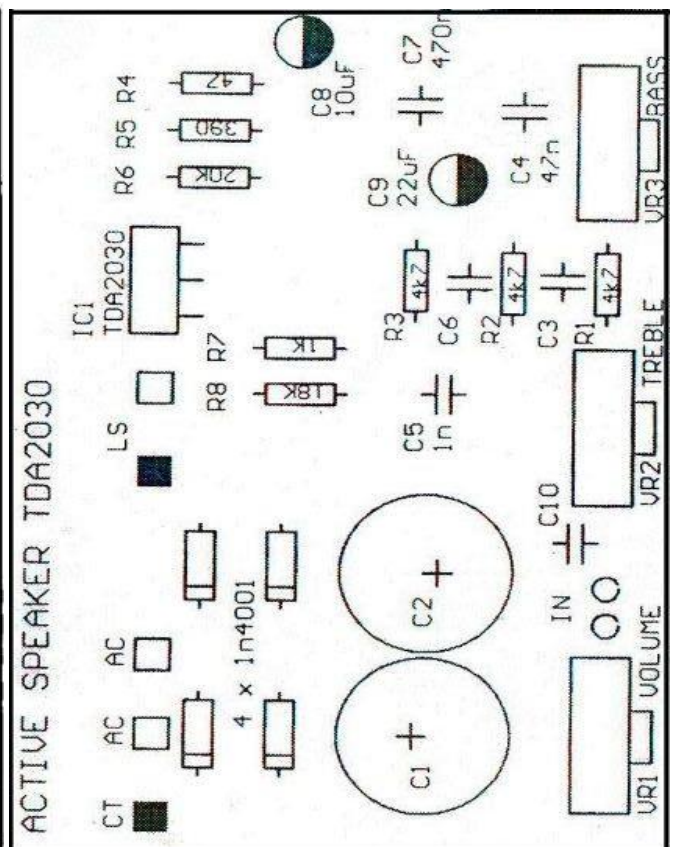 ACTIVE SPEAKER TDA2030
CT
AC
AC
LS
IC1
TDA2030
R6
R5
R4
20K
390
4 x 1n4001
R8
R7
18K
1K
C8
10uF
C1
C2
C5
1n
R3
4k7
C9
22uF
C7
470n
C6
R2
4k7
C4
47n
IN
C10
C3
R1
4k7
VR1
VOLUME
VR2
TREBLE
VR3
BASS